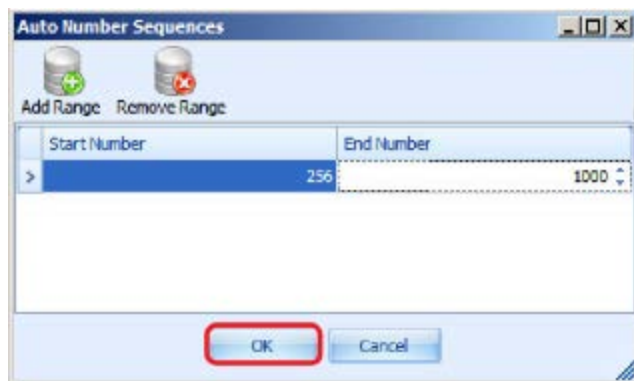 Auto Number Sequences
Add Range Remove Range
Start Number End Number
256 1000
OK Cancel